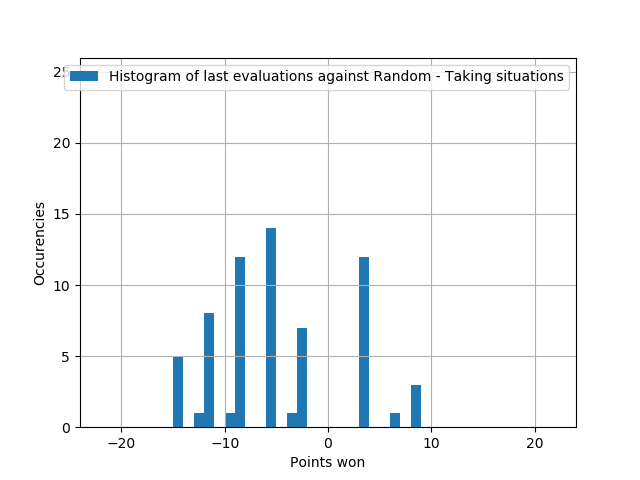 Histogram of last evaluations against Random - Taking situations
25
20
15
10
5
0
Occurencies
−20 −10 0 10 20
Points won